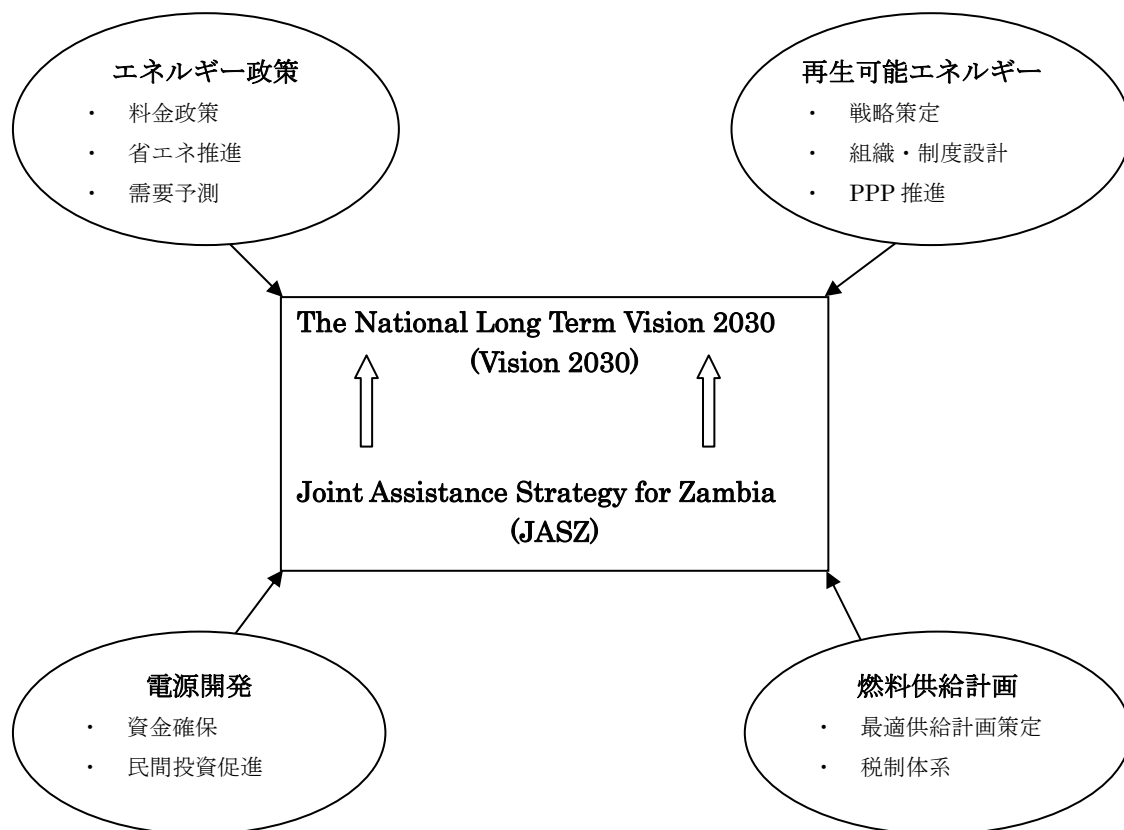 エネルギー政策
・ 料金政策
・ 省エネ推進
・ 需要予測
再生可能エネルギー
・ 戦略策定
・ 組織・制度設計
・ PPP 推進
The National Long Term Vision 2030
(Vision 2030)
Joint Assistance Strategy for Zambia
(JASZ)
電源開発
・ 資金確保
・ 民間投資促進
燃料供給計画
・ 最適供給計画策定
・ 税制体系